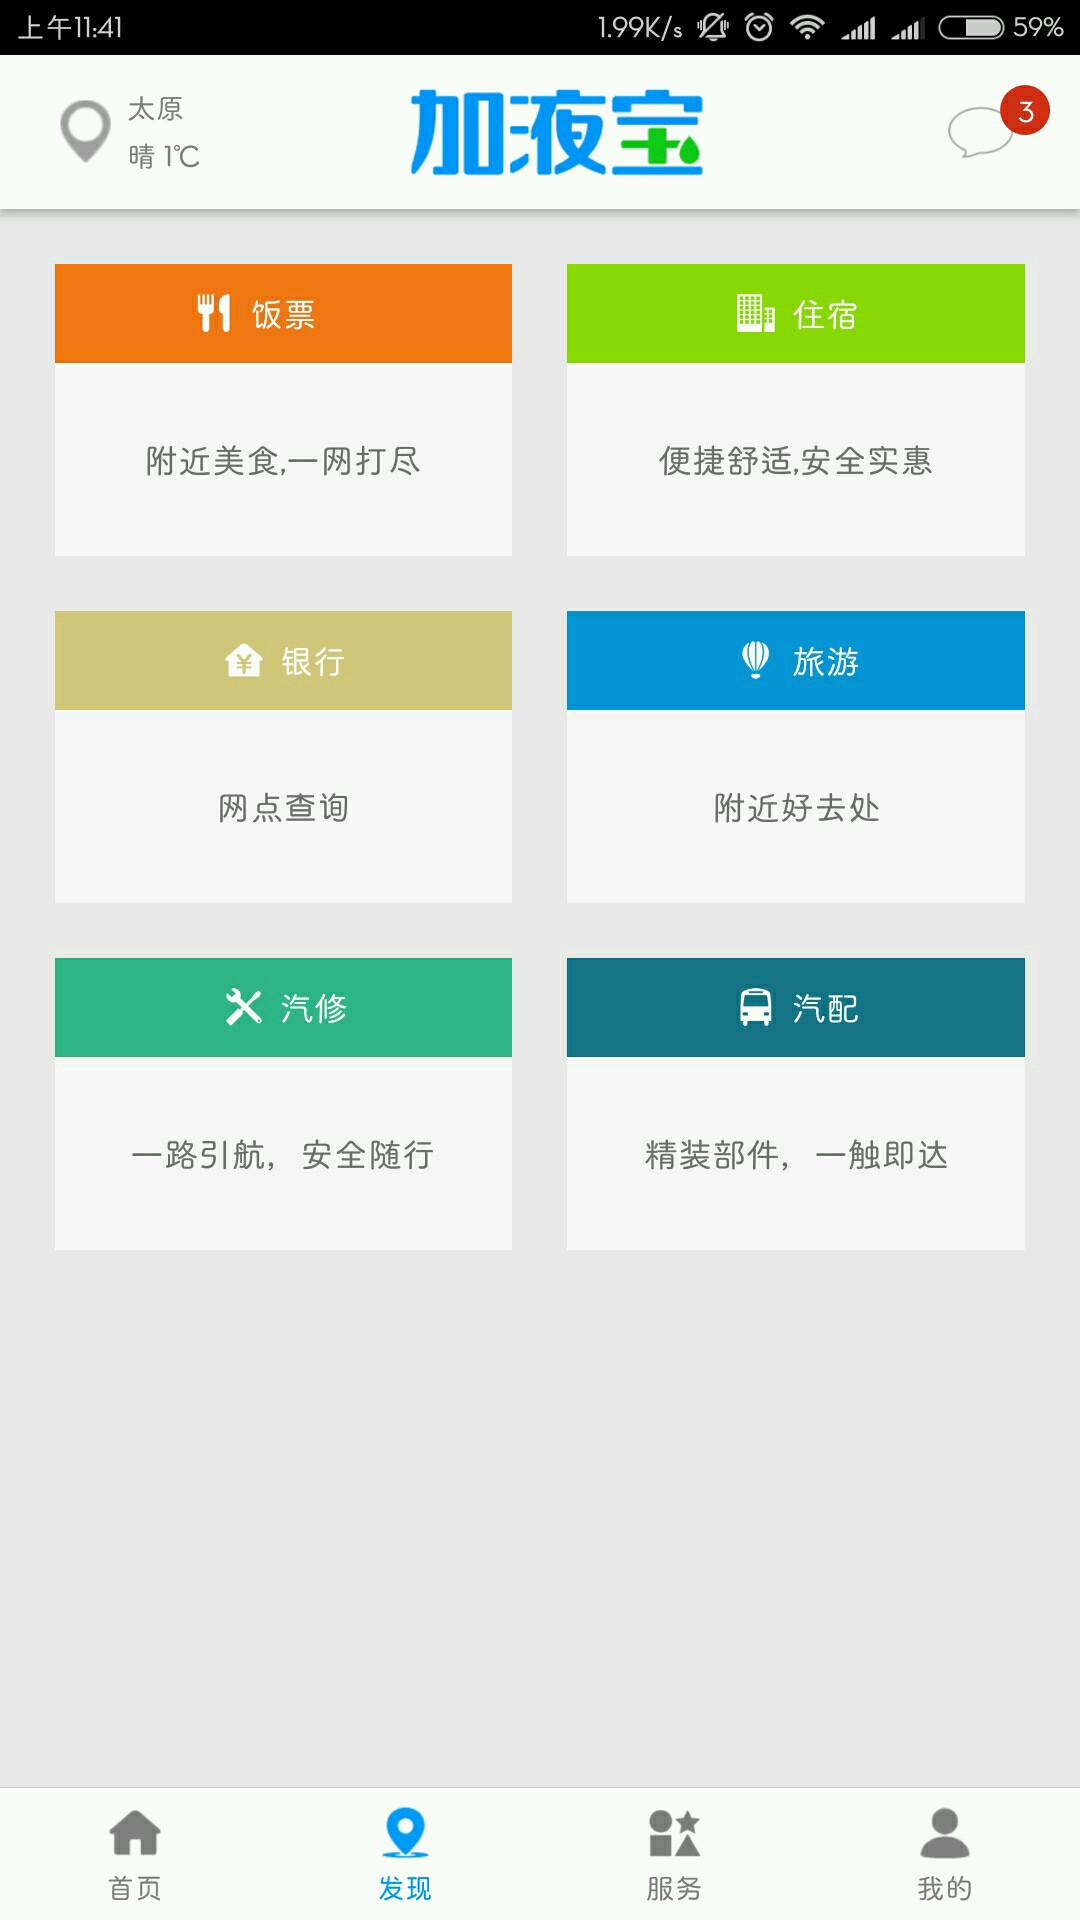 上午11:41
1.99K/s 59%
太原
晴 1℃
加液宝
3
饭票
住宿
附近美食,一网打尽
便捷舒适,安全实惠
银行
旅游
网点查询
附近好去处
汽修
汽配
一路引航，安全随行
精装部件，一触即达
首页
发现
服务
我的